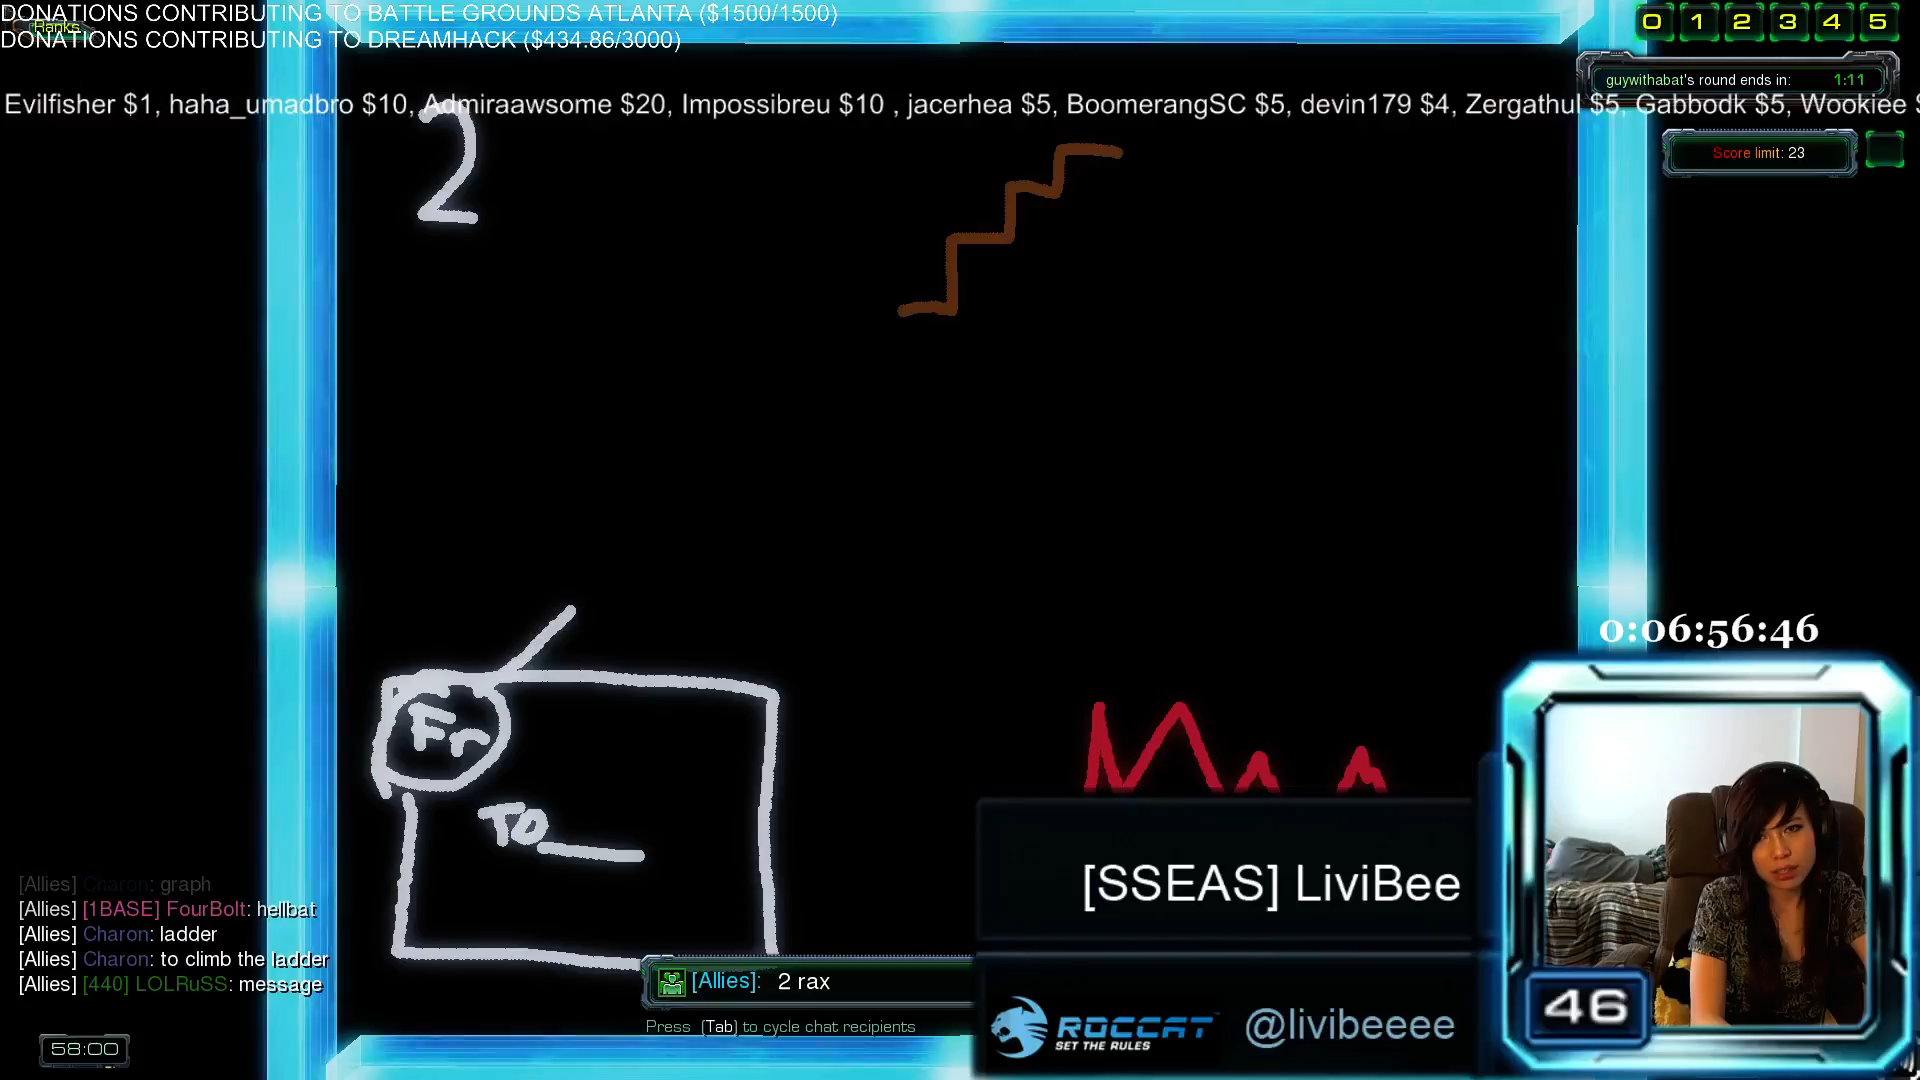 DONATIONS CONTRIBUTING TO BATTLE GROUNDS ATLANTA ($1500/1500)
Ranks
DONATIONS CONTRIBUTING TO DREAMHACK ($434.86/3000)
0 1 2 3 4 5
guywithabat's round ends in: 1:11
Evilfisher $1, haha_umadbro $10, Admiraawsome $20, Impossibreu $10 , jacerhea $5, BoomerangSC $5, devin179 $4, Zergathul $5, Gabbodk $5, Wookiee $
Score limit: 23
2
0:06:56:46
Fr
To
[Allies] Charon: graph
[Allies] [1BASE] FourBolt: hellbat
[Allies] Charon: ladder
[Allies] Charon: to climb the ladder
[Allies] [440] LOLRuSS: message
[Allies]: 2 rax
Press (Tab) to cycle chat recipients
58:00
[SSEAS] LiviBee
ROCCAT
SET THE RULES
@livibeeee
46